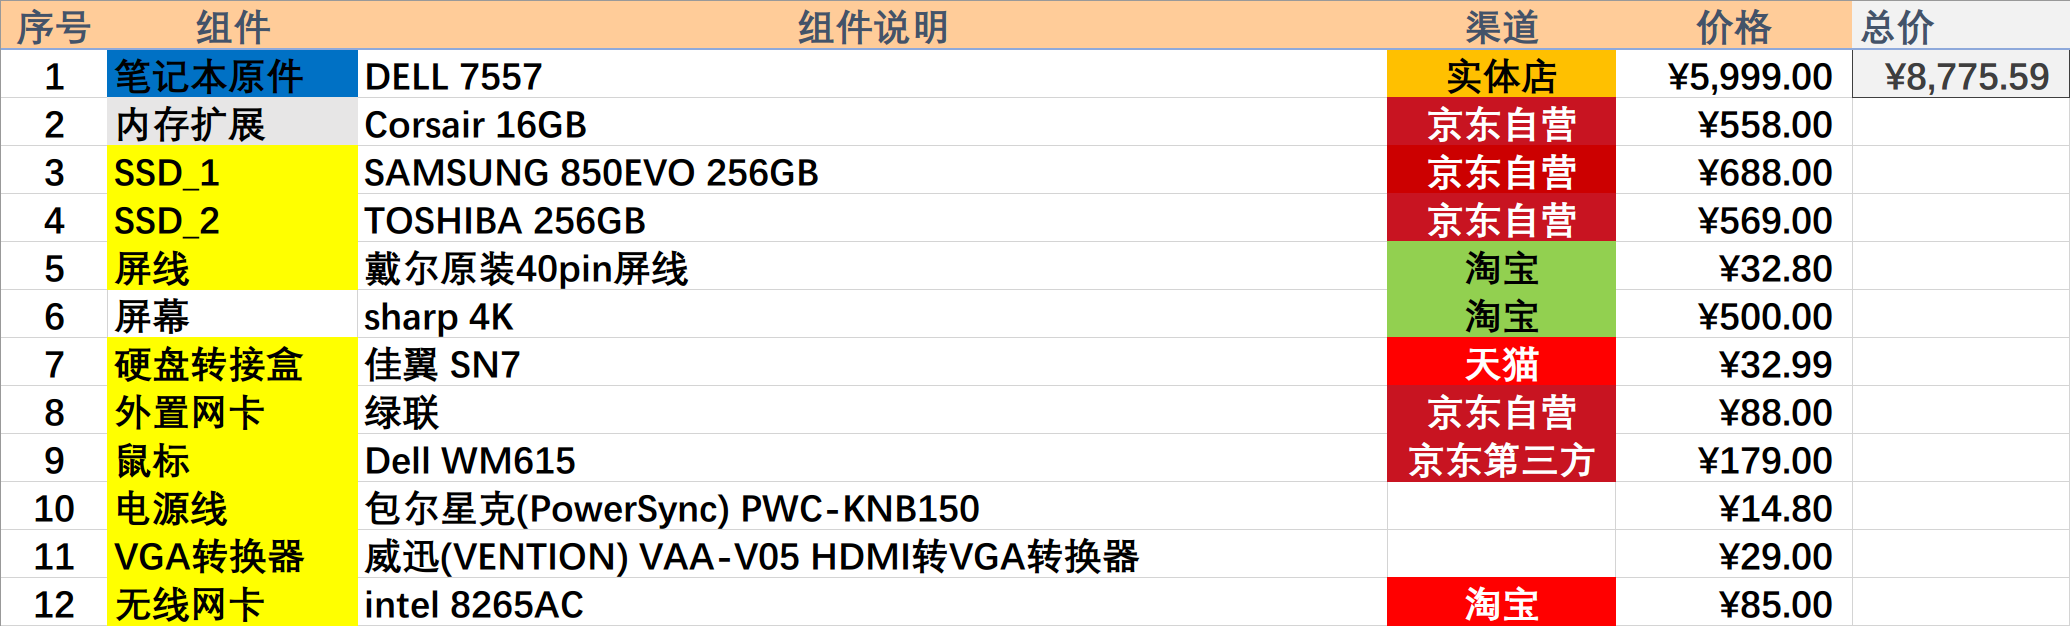 序号 组件 组件说明 渠道 价格 总价
1 笔记本原件 DELL 7557 实体店 ¥5,999.00 ¥8,775.59
2 内存扩展 Corsair 16GB 京东自营 ¥558.00
3 SSD_1 SAMSUNG 850EVO 256GB 京东自营 ¥688.00
4 SSD_2 TOSHIBA 256GB 京东自营 ¥569.00
5 屏线 戴尔原装40pin屏线 淘宝 ¥32.80
6 屏幕 sharp 4K 淘宝 ¥500.00
7 硬盘转接盒 佳翼 SN7 天猫 ¥32.99
8 外置网卡 绿联 京东自营 ¥88.00
9 鼠标 Dell WM615 京东第三方 ¥179.00
10 电源线 包尔星克(PowerSync) PWC-KNB150 ¥14.80
11 VGA转换器 威迅(VENTION) VAA-V05 HDMI转VGA转换器 ¥29.00
12 无线网卡 intel 8265AC 淘宝 ¥85.00